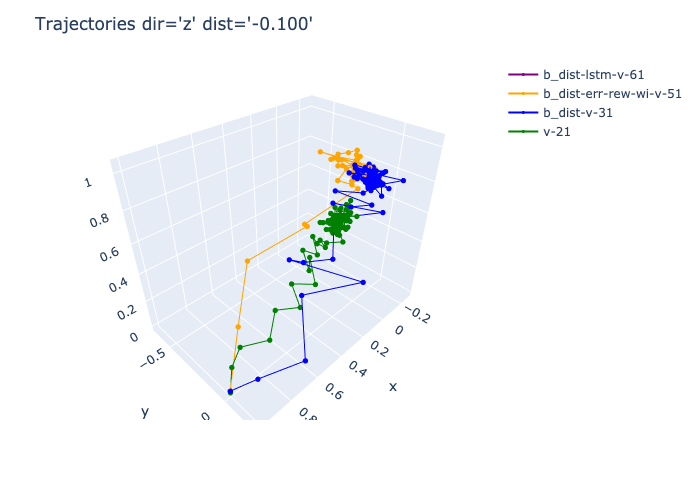 Trajectories dir='z' dist='-0.100'
b_dist-lstm-v-61
b_dist-err-rew-wi-v-51
b_dist-v-31
v-21
1
0.8
0.6
0.4
0.2
0
−0.5
0
y
0.8
0.6
0.4
0.2
0
−0.2
x